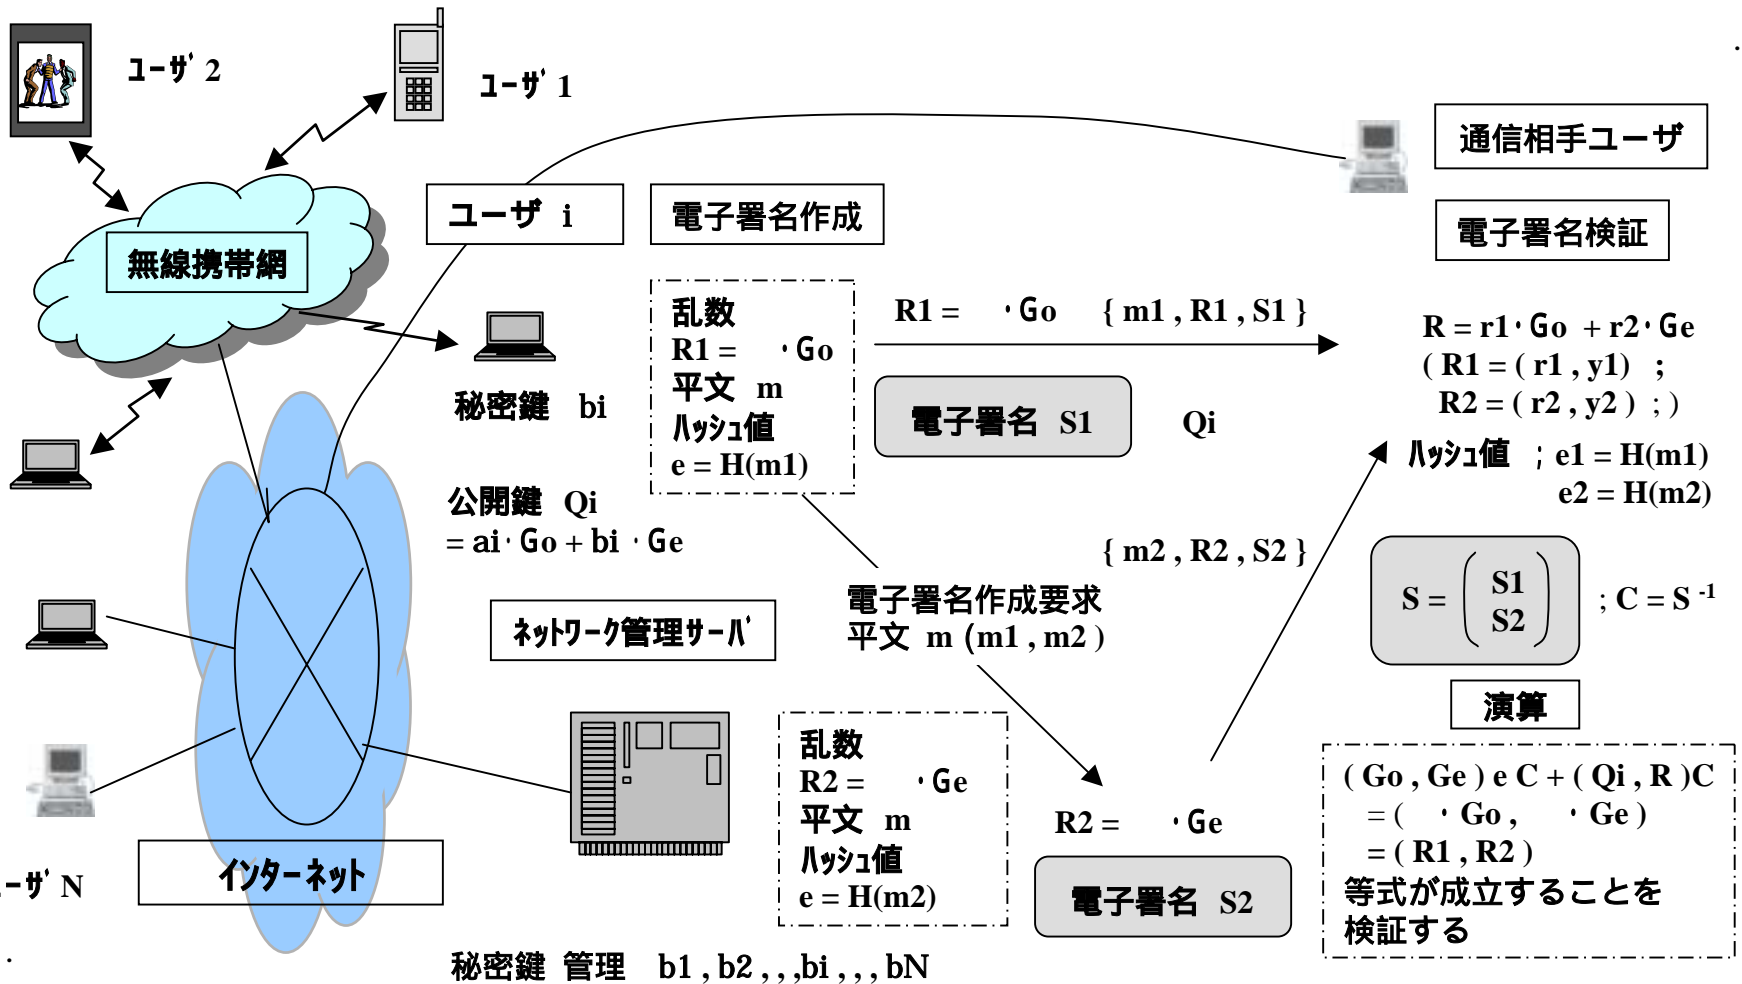 ユーザ 2
ユーザ 1
通信相手ユーザ
ユーザ i
電子署名作成
電子署名検証
無線携帯網
乱数
R1 = ・Go
平文 m
ハッシュ値
e = H(m1)
R1 = ・Go { m1 , R1 , S1 }
電子署名 S1
Qi
R = r1・Go + r2・Ge
( R1 = ( r1 , y1) ;
R2 = ( r2 , y2 ) ; )
ハッシュ値 ; e1 = H(m1)
e2 = H(m2)
秘密鍵 bi
公開鍵 Qi
= ai・Go + bi・Ge
{ m2 , R2 , S2 }
電子署名作成要求
平文 m (m1 , m2 )
S = ( S1
S2 ) ; C = S -1
ネットワーク管理サーバ
演算
乱数
R2 = ・Ge
平文 m
ハッシュ値
e = H(m2)
R2 = ・Ge
電子署名 S2
( Go , Ge ) e C + ( Qi , R )C
= ( ・Go , ・Ge )
= ( R1 , R2 )
等式が成立することを
検証する
インターネット
ーザ N
秘密鍵 管理 b1 , b2 , , ,bi , , , bN